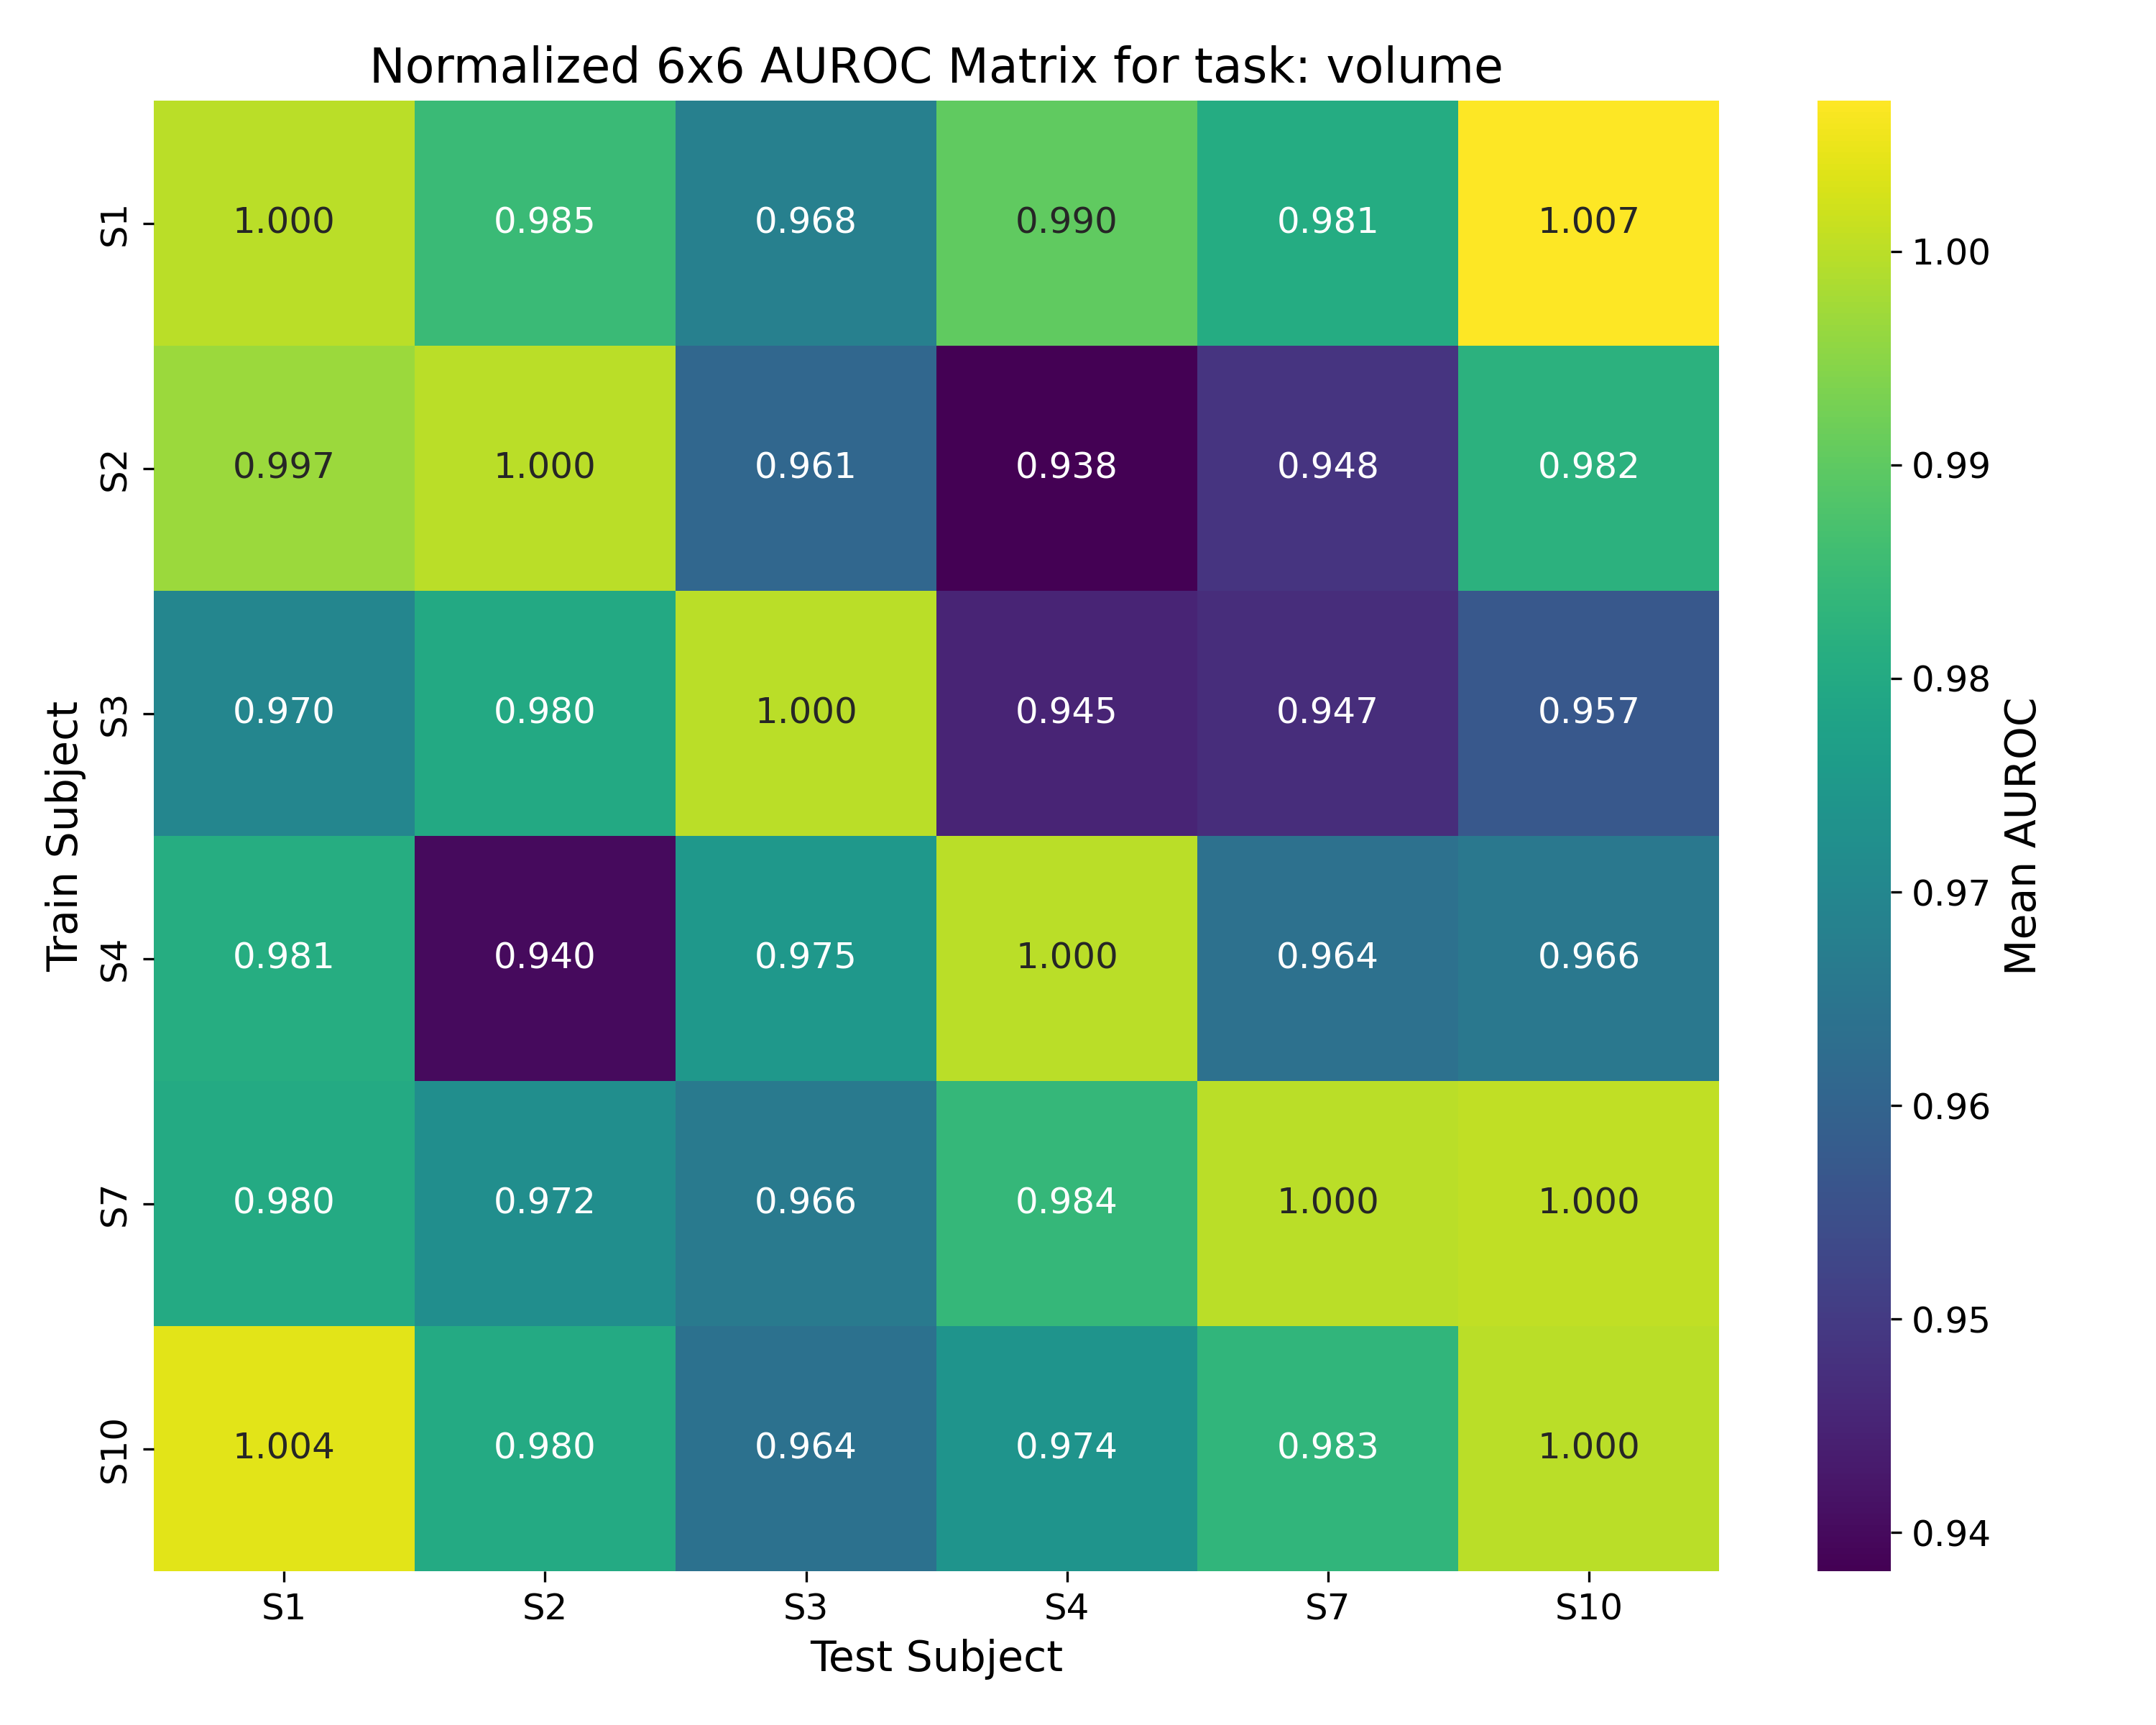 Normalized 6x6 AUROC Matrix for task: volume
S1 1.000 0.985 0.968 0.990 0.981 1.007
S2 0.997 1.000 0.961 0.938 0.948 0.982
S3 0.970 0.980 1.000 0.945 0.947 0.957
S4 0.981 0.940 0.975 1.000 0.964 0.966
S7 0.980 0.972 0.966 0.984 1.000 1.000
S10 1.004 0.980 0.964 0.974 0.983 1.000
S1 S2 S3 S4 S7 S10
Test Subject
Train Subject
1.00
0.99
0.98
0.97
0.96
0.95
0.94
Mean AUROC